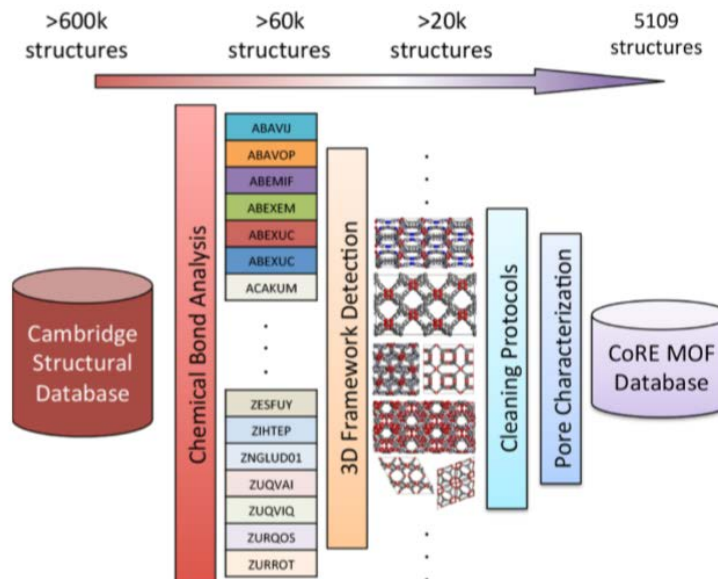 >600k
structures
>60k
structures
>20k
structures
5109
structures
Cambridge
Structural
Database
Chemical Bond Analysis
ABAVIJ
ABAVOP
ABEMIF
ABEXEM
ABEXUC
ABEXUC
ACAKUM
ZESFUY
ZIHTEP
ZNGLUD01
ZUQVAI
ZUQVIQ
ZURQOS
ZURROT
3D Framework Detection
Cleaning Protocols
Pore Characterization
CoRE MOF
Database